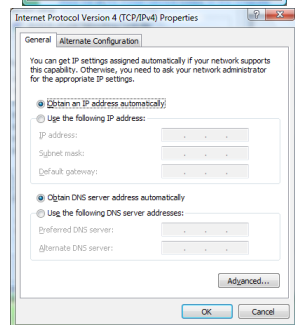 Internet Protocol Version 4 (TCP/IPv4) Properties
General Alternate Configuration
You can get IP settings assigned automatically if your network supports
this capability. Otherwise, you need to ask your network administrator
for the appropriate IP settings.
Obtain an IP address automatically
Use the following IP address:
IP address:
Subnet mask:
Default gateway:
Obtain DNS server address automatically
Use the following DNS server addresses:
Preferred DNS server:
Alternate DNS server:
Advanced...
OK Cancel